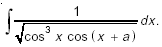 ∫ 1 / √(cos³ x cos (x + a)) dx.